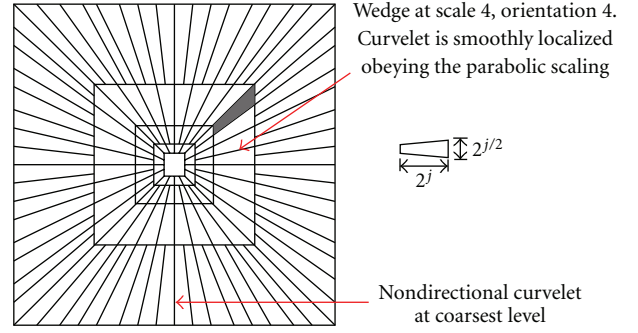 Wedge at scale 4, orientation 4.
Curvelet is smoothly localized
obeying the parabolic scaling
2^{j/2}
2^j
Nondirectional curvelet
at coarsest level